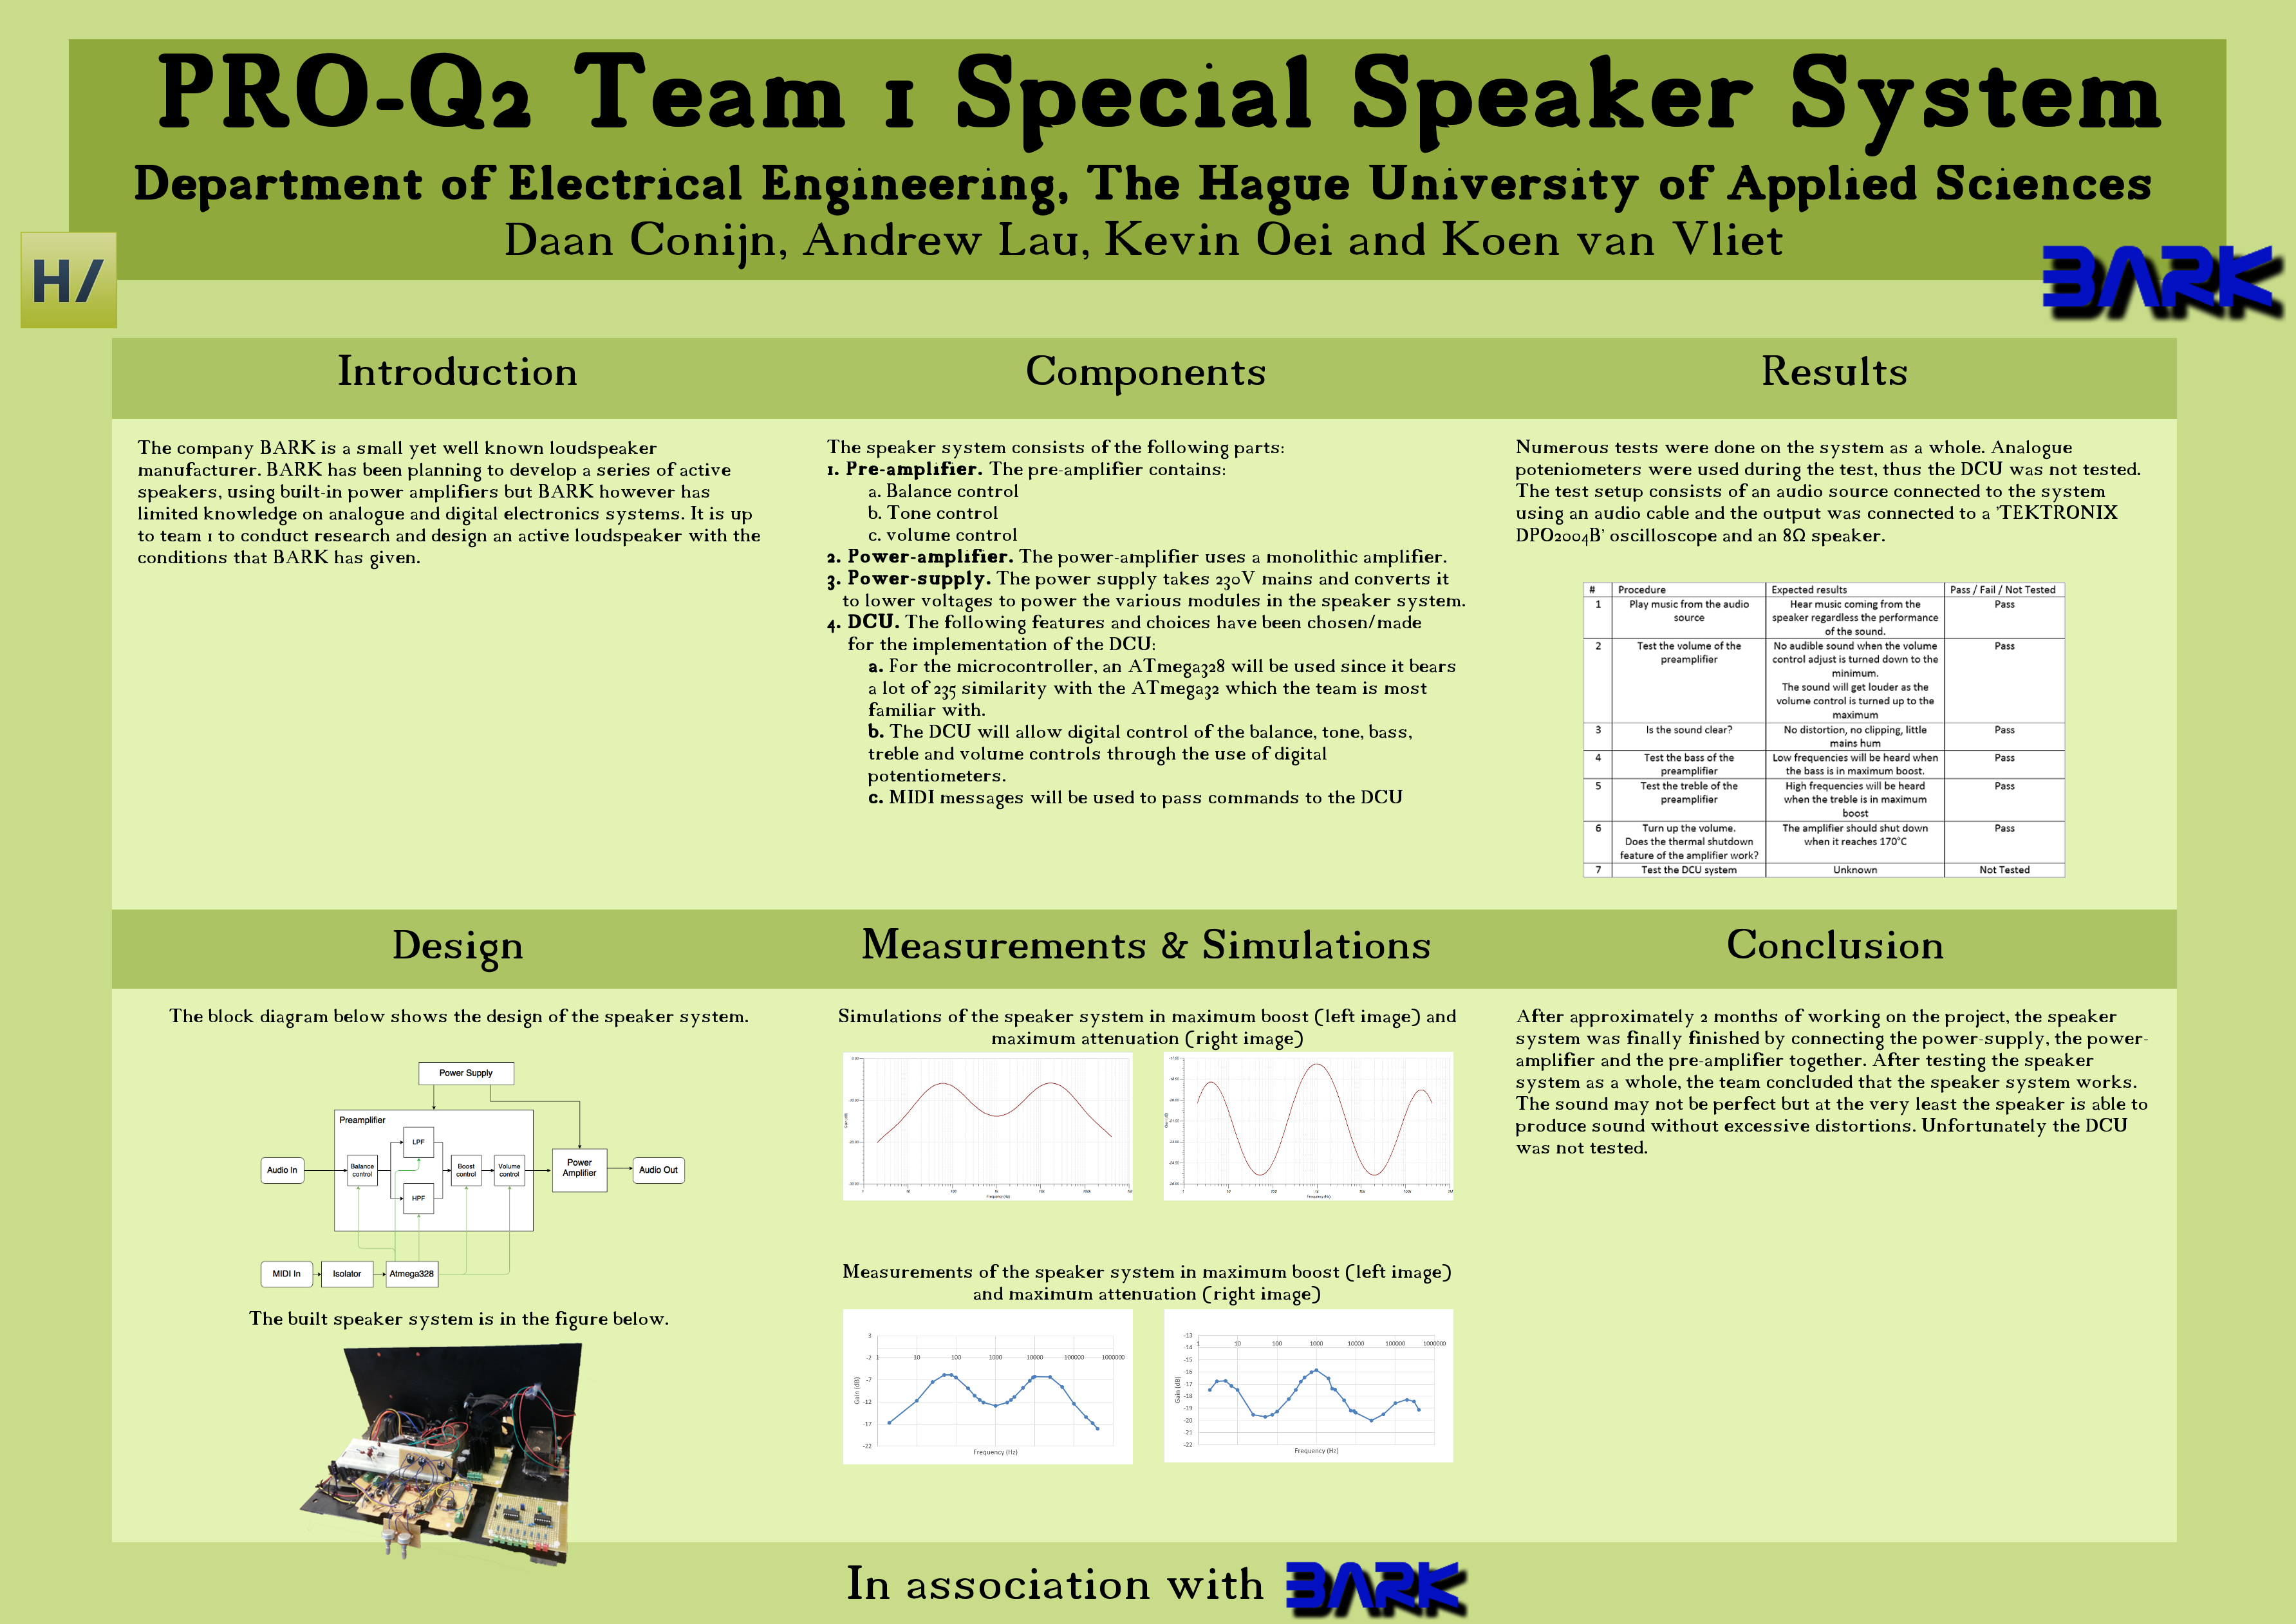 PRO-Q2 Team 1 Special Speaker System
Department of Electrical Engineering, The Hague University of Applied Sciences
Daan Conijn, Andrew Lau, Kevin Oei and Koen van Vliet
H/
BARK
Introduction
The company BARK is a small yet well known loudspeaker
manufacturer. BARK has been planning to develop a series of active
speakers, using built-in power amplifiers but BARK however has
limited knowledge on analogue and digital electronics systems. It is up
to team 1 to conduct research and design an active loudspeaker with the
conditions that BARK has given.
Components
The speaker system consists of the following parts:
1. Pre-amplifier. The pre-amplifier contains:
a. Balance control
b. Tone control
c. volume control
2. Power-amplifier. The power-amplifier uses a monolithic amplifier.
3. Power-supply. The power supply takes 230V mains and converts it
to lower voltages to power the various modules in the speaker system.
4. DCU. The following features and choices have been chosen/made
for the implementation of the DCU:
a. For the microcontroller, an ATmega328 will be used since it bears
a lot of 235 similarity with the ATmega32 which the team is most
familiar with.
b. The DCU will allow digital control of the balance, tone, bass,
treble and volume controls through the use of digital
potentiometers.
c. MIDI messages will be used to pass commands to the DCU
Results
Numerous tests were done on the system as a whole. Analogue
poteniometers were used during the test, thus the DCU was not tested.
The test setup consists of an audio source connected to the system
using an audio cable and the output was connected to a 'TEKTRONIX
DPO2004B' oscilloscope and an 8Ω speaker.
# Procedure Expected results Pass / Fail / Not Tested
1 Play music from the audio Hear music coming from the Pass
source speaker regardless the performance
of the sound.
2 Test the volume of the No audible sound when the volume Pass
preamplifier control adjust is turned down to the
minimum.
The sound will get louder as the
volume control is turned up to the
maximum
3 Is the sound clear? No distortion, no clipping, little Pass
mains hum
4 Test the bass of the Low frequencies will be heard when Pass
preamplifier the bass is in maximum boost.
5 Test the treble of the High frequencies will be heard Pass
preamplifier when the treble is in maximum
boost
6 Turn up the volume. The amplifier should shut down Pass
Does the thermal shutdown when it reaches 170°C
feature of the amplifier work?
7 Test the DCU system Unknown Not Tested
Design
The block diagram below shows the design of the speaker system.
Power Supply
Preamplifier
LPF
Audio In
Balance
control
Boost
control
Volume
control
Power
Amplifier
Audio Out
HPF
MIDI In
Isolator
Atmega328
The built speaker system is in the figure below.
Measurements & Simulations
Simulations of the speaker system in maximum boost (left image) and
maximum attenuation (right image)
Frequency (Hz)
Frequency (Hz)
Measurements of the speaker system in maximum boost (left image)
and maximum attenuation (right image)
3
-2 1 10 100 1000 10000 100000 1000000
-7
Gain (dB)
-12
-17
-22
Frequency (Hz)
-13
1 10 100 1000 10000 100000 1000000
-14
-15
-16
-17
Gain (dB)
-18
-19
-20
-21
-22
Frequency (Hz)
Conclusion
After approximately 2 months of working on the project, the speaker
system was finally finished by connecting the power-supply, the power-
amplifier and the pre-amplifier together. After testing the speaker
system as a whole, the team concluded that the speaker system works.
The sound may not be perfect but at the very least the speaker is able to
produce sound without excessive distortions. Unfortunately the DCU
was not tested.
In association with BARK